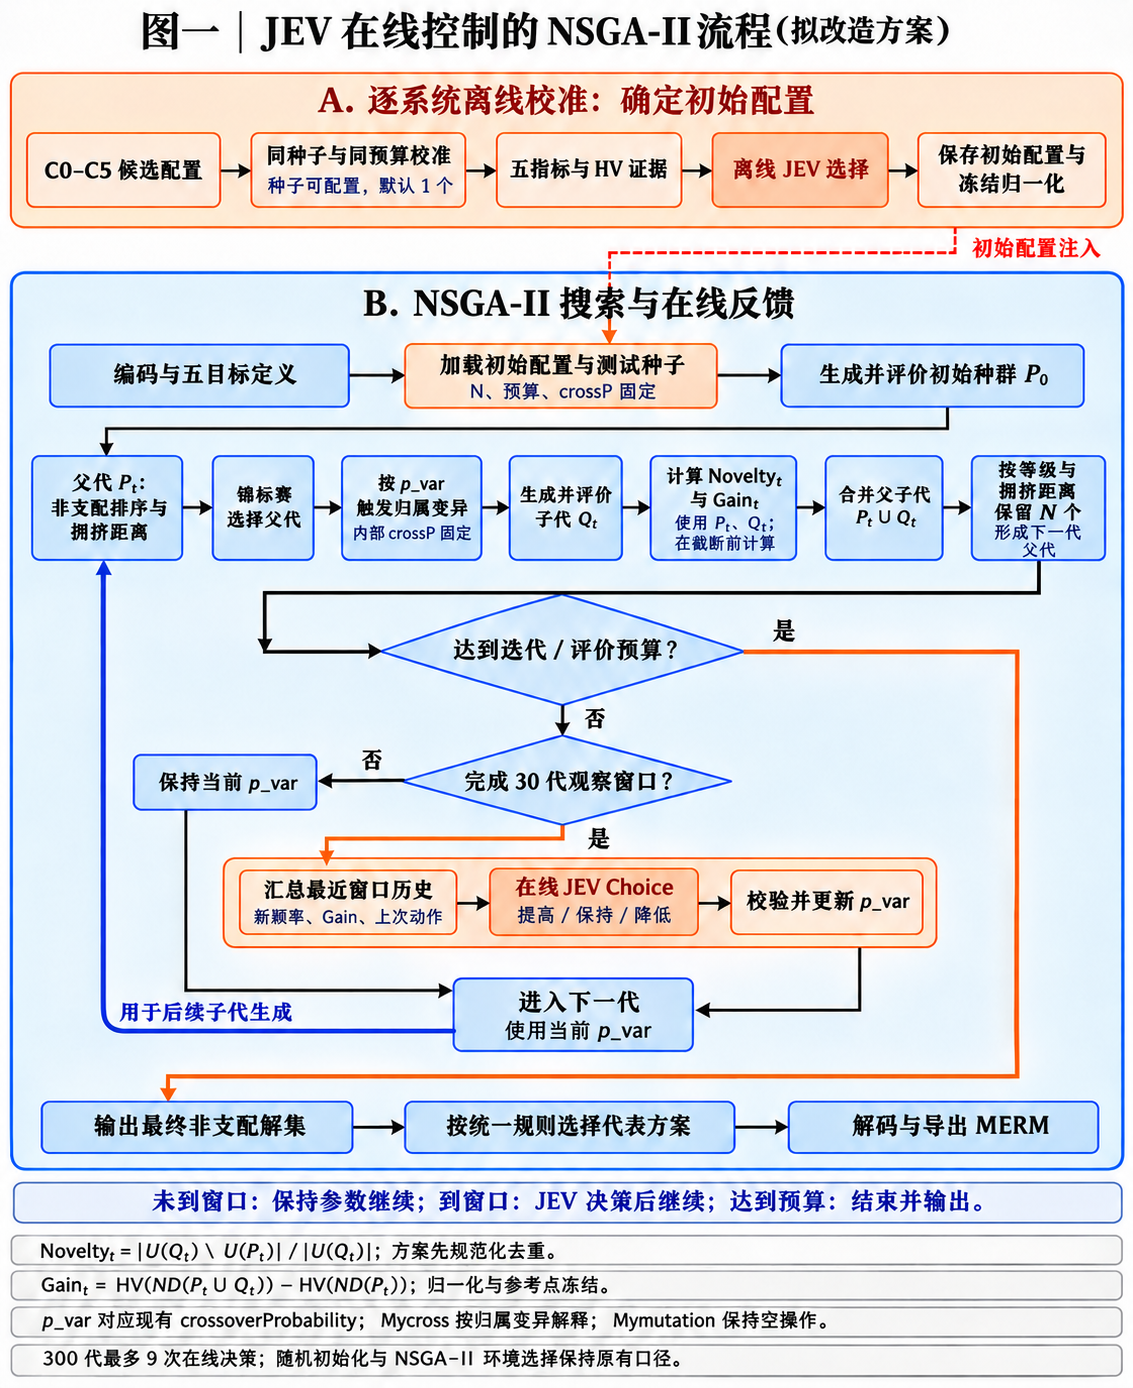 图一｜JEV 在线控制的 NSGA-II 流程(拟改造方案)
A. 逐系统离线校准：确定初始配置
C0–C5 候选配置
同种子与同预算校准
种子可配置，默认 1 个
五指标与 HV 证据
离线 JEV 选择
保存初始配置与
冻结归一化
初始配置注入
B. NSGA-II 搜索与在线反馈
编码与五目标定义
加载初始配置与测试种子
N、预算、crossP 固定
生成并评价初始种群 P₀
父代 Pₜ:
非支配排序与
拥挤距离
锦标赛
选择父代
按 p_var
触发归属变异
内部 crossP 固定
生成并评价
子代 Qₜ
计算 Noveltyₜ
与 Gainₜ
使用 Pₜ、Qₜ；
在截断前计算
合并父子代
Pₜ ∪ Qₜ
按等级与
拥挤距离
保留 N 个
形成下一代
父代
达到迭代 / 评价预算？
是
否
完成 30 代观察窗口？
否
保持当前 p_var
是
汇总最近窗口历史
新颖率、Gain、上次动作
在线 JEV Choice
提高 / 保持 / 降低
校验并更新 p_var
进入下一代
使用当前 p_var
用于后续子代生成
输出最终非支配解集
按统一规则选择代表方案
解码与导出 MERM
未到窗口：保持参数继续；到窗口：JEV 决策后继续；达到预算：结束并输出。
Noveltyₜ = |U(Qₜ) \ U(Pₜ)| / |U(Qₜ)|；方案先规范化去重。
Gainₜ = HV(ND(Pₜ ∪ Qₜ)) − HV(ND(Pₜ))；归一化与参考点冻结。
p_var 对应现有 crossoverProbability； Mycross 按归属变异解释； Mymutation 保持空操作。
300 代最多 9 次在线决策；随机初始化与 NSGA-II 环境选择保持原有口径。